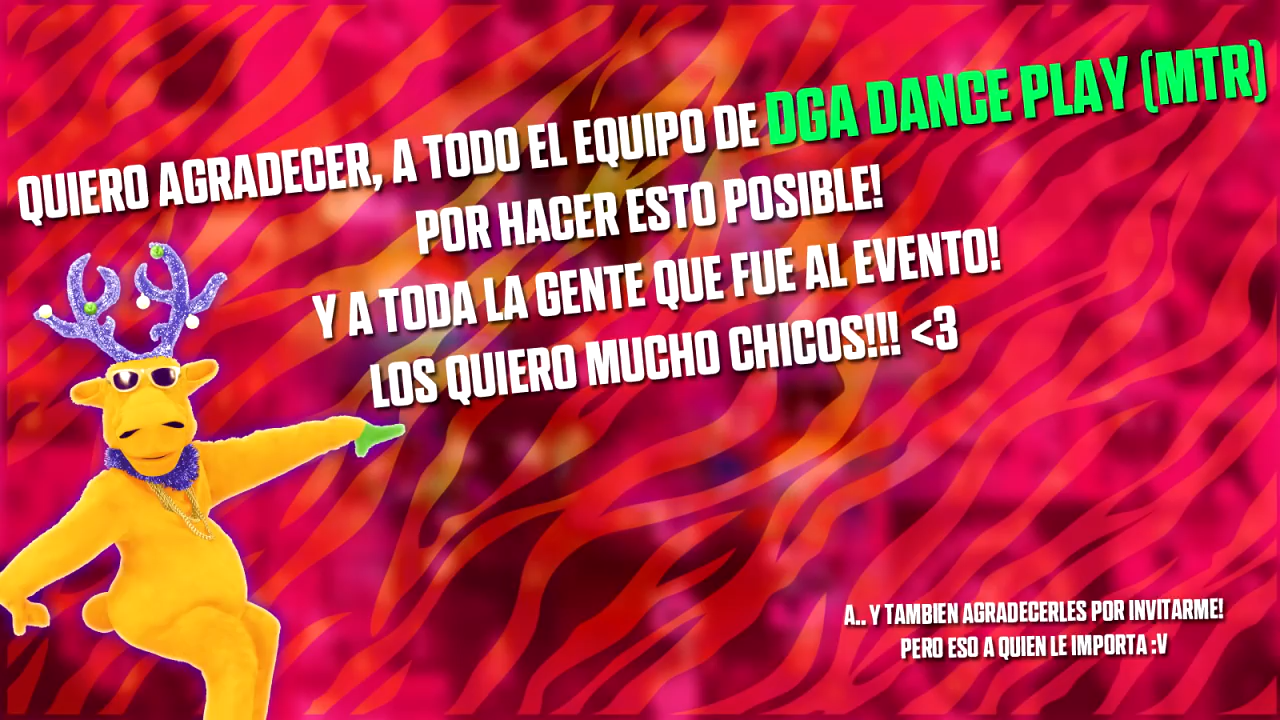 QUIERO AGRADECER, A TODO EL EQUIPO DE DGA DANCE PLAY (MTR)
POR HACER ESTO POSIBLE!
Y A TODA LA GENTE QUE FUE AL EVENTO!
LOS QUIERO MUCHO CHICOS!!! <3
A.. Y TAMBIEN AGRADECERLES POR INVITARME!
PERO ESO A QUIEN LE IMPORTA :V